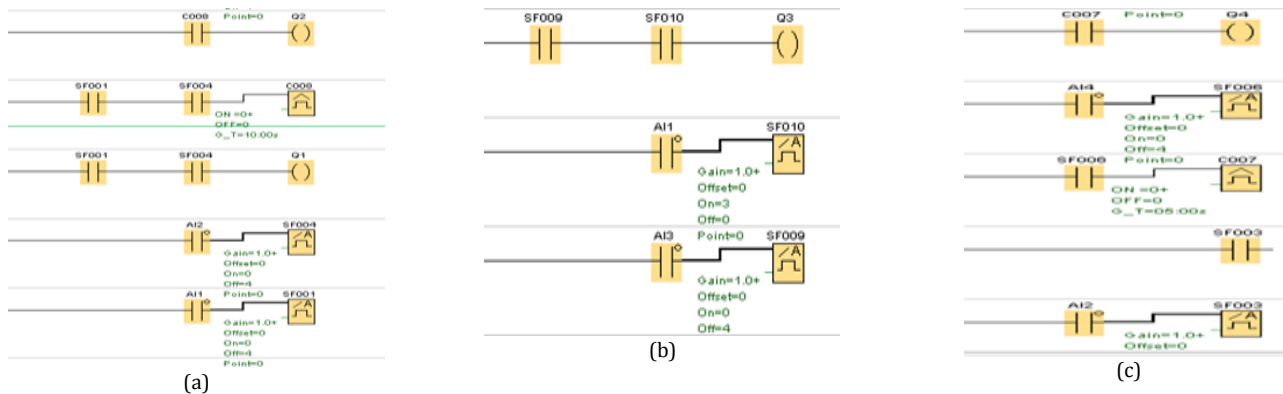 C008 Point=0 Q2
SF001 SF004 C008
ON =0+
OFF=0
G_T=10:00s
SF001 SF004 Q1
AI2 SF004
Gain=1.0+
Offset=0
On=0
Off=4
AI1 Point=0 SF001
Gain=1.0+
Offset=0
On=0
Off=4
Point=0
(a)
SF009 SF010 Q3
AI1 SF010
Gain=1.0+
Offset=0
On=3
Off=0
AI3 Point=0 SF009
Gain=1.0+
Offset=0
On=0
Off=4
(b)
C007 Point=0 Q4
AI4 SF006
Gain=1.0+
Offset=0
On=0
Off=4
SF006 Point=0 C007
ON =0+
OFF=0
G_T=05:00s
SF003
AI2 SF003
Gain=1.0+
Offset=0
(c)